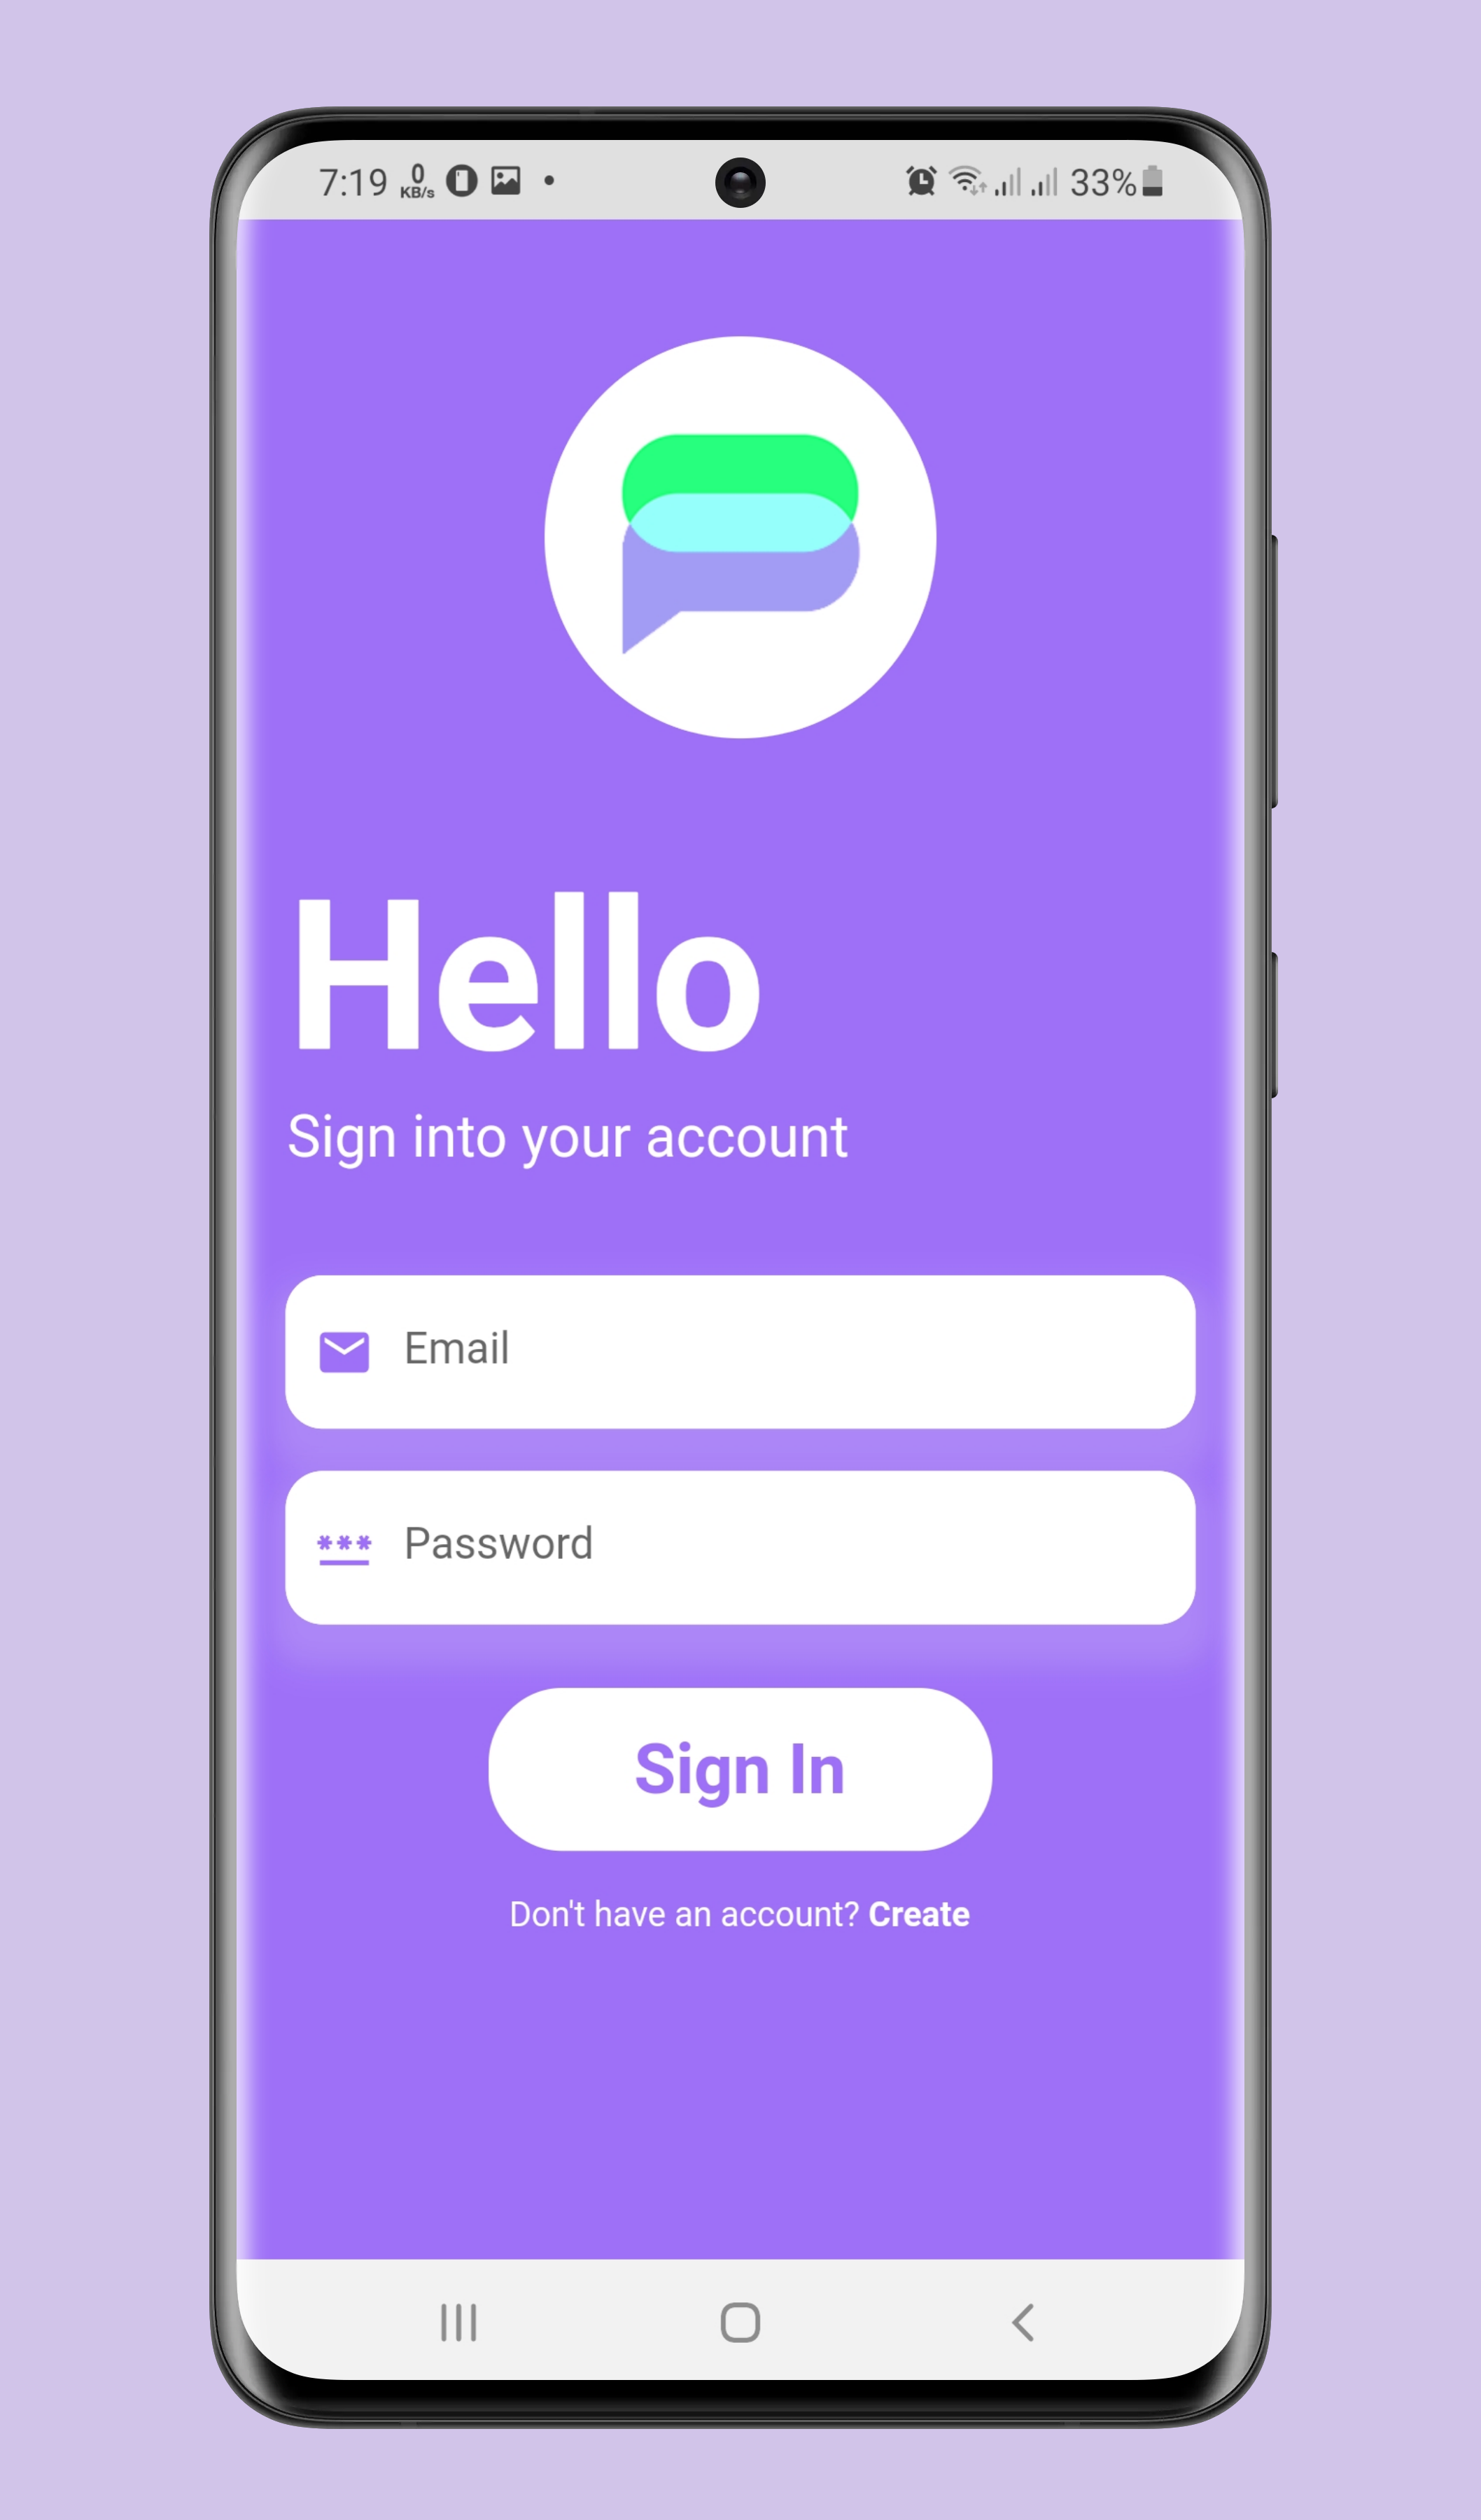 7:19 0 KB/s 33%
Hello
Sign into your account
Email
*** Password
Sign In
Don't have an account? Create